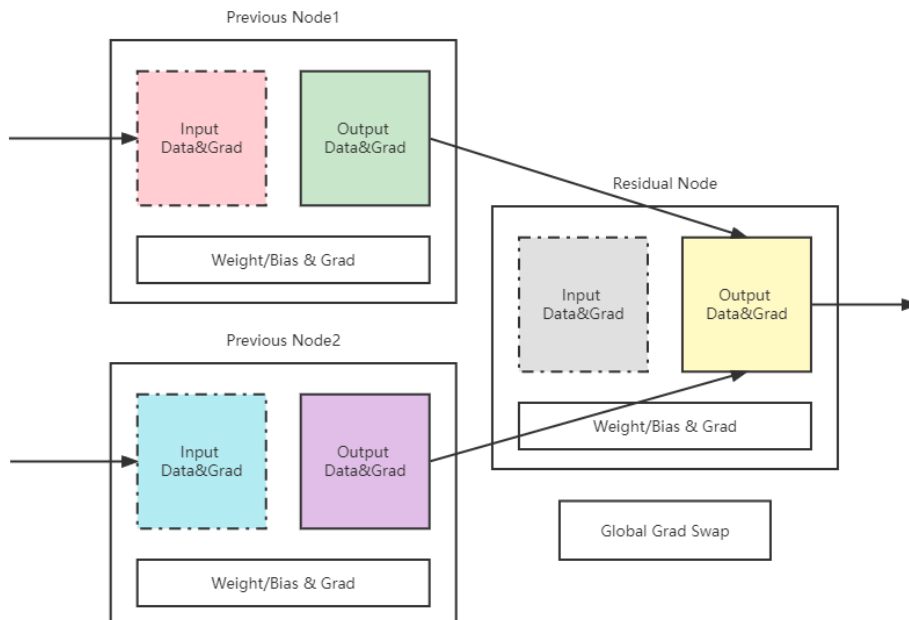 Previous Node1
Input
Data&Grad
Output
Data&Grad
Weight/Bias & Grad
Residual Node
Input
Data&Grad
Output
Data&Grad
Weight/Bias & Grad
Previous Node2
Input
Data&Grad
Output
Data&Grad
Weight/Bias & Grad
Global Grad Swap